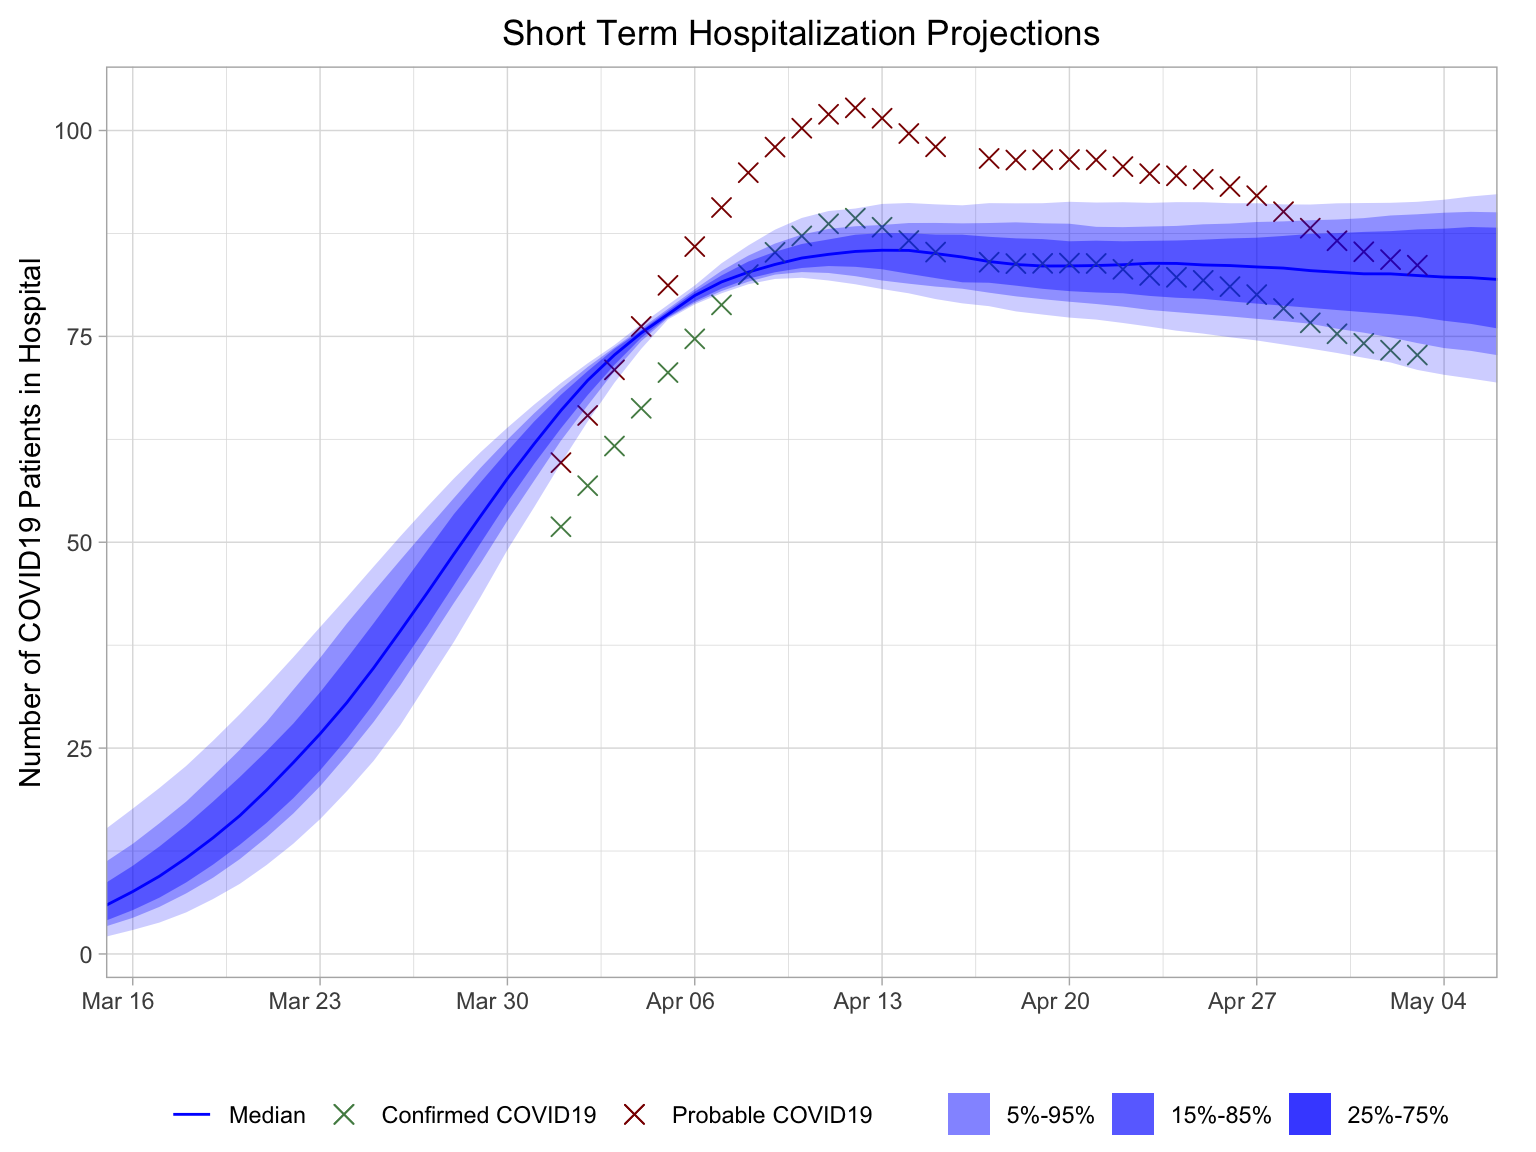 Short Term Hospitalization Projections
Number of COVID19 Patients in Hospital
100
75
50
25
0
Mar 16 Mar 23 Mar 30 Apr 06 Apr 13 Apr 20 Apr 27 May 04
Median Confirmed COVID19 Probable COVID19 5%-95% 15%-85% 25%-75%